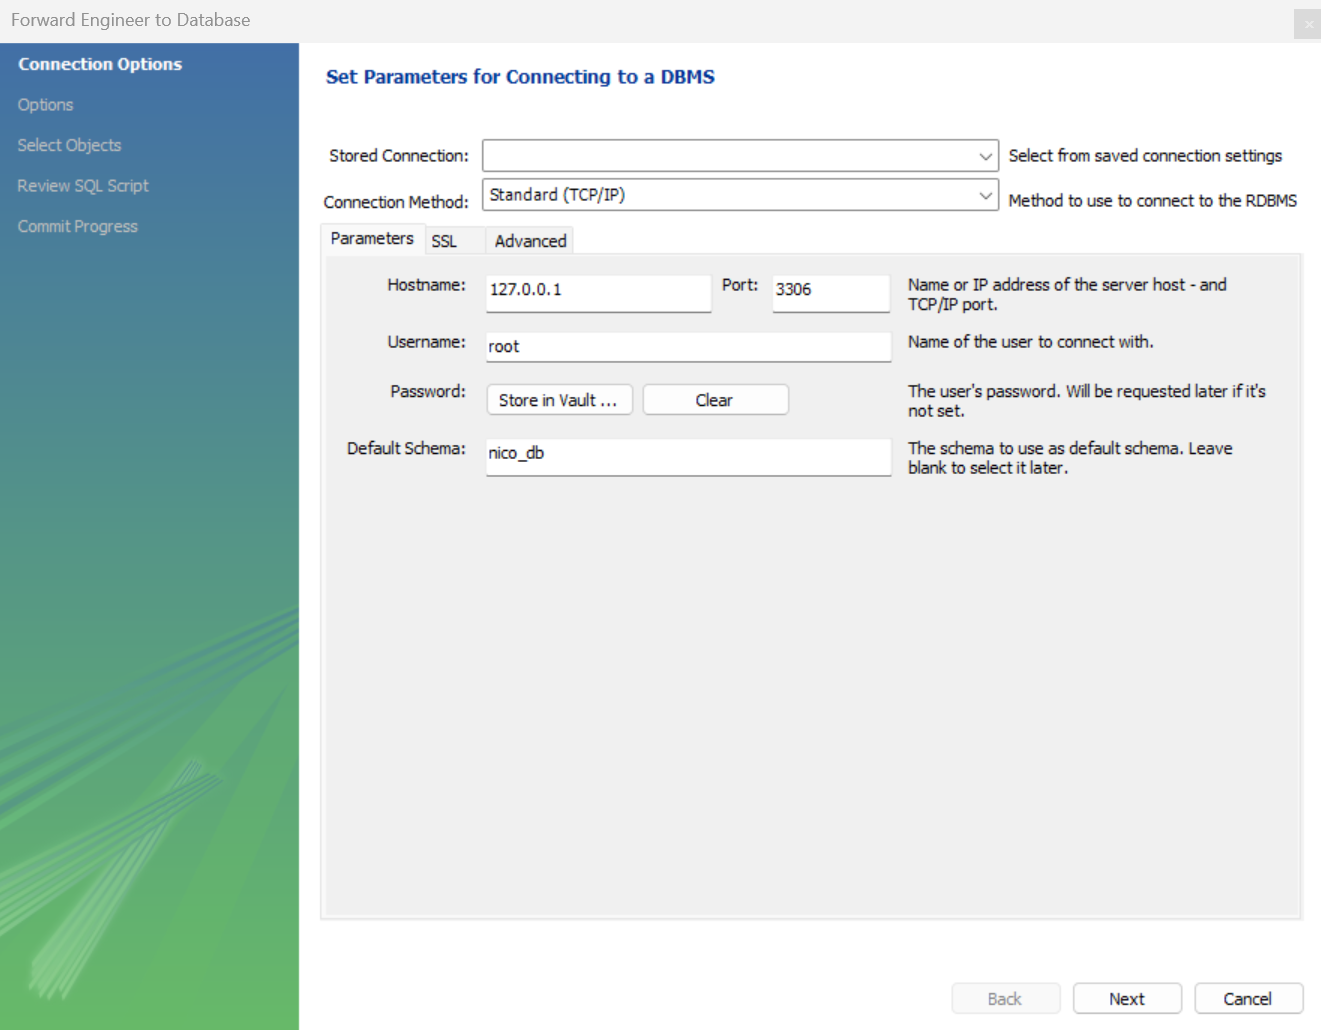 Forward Engineer to Database
Connection Options
Options
Select Objects
Review SQL Script
Commit Progress
Set Parameters for Connecting to a DBMS
Stored Connection:
Select from saved connection settings
Connection Method: Standard (TCP/IP)
Method to use to connect to the RDBMS
Parameters SSL Advanced
Hostname: 127.0.0.1 Port: 3306
Name or IP address of the server host - and
TCP/IP port.
Username: root
Name of the user to connect with.
Password: Store in Vault ... Clear
The user's password. Will be requested later if it's
not set.
Default Schema: nico_db
The schema to use as default schema. Leave
blank to select it later.
Back Next Cancel